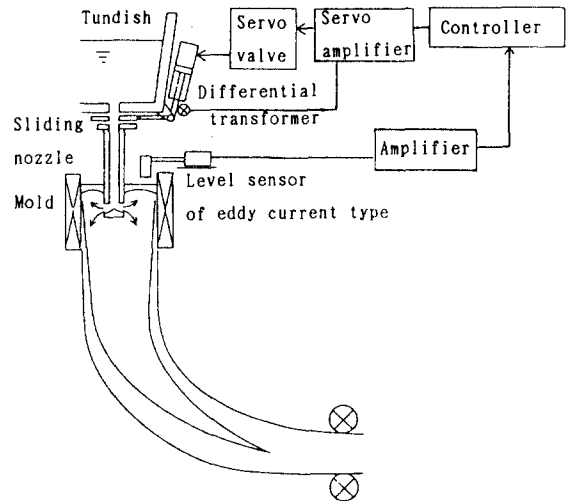 Tundish
Servo
valve
Servo
amplifier
Controller
Differential
transformer
Sliding
nozzle
Amplifier
Mold
Level sensor
of eddy current type